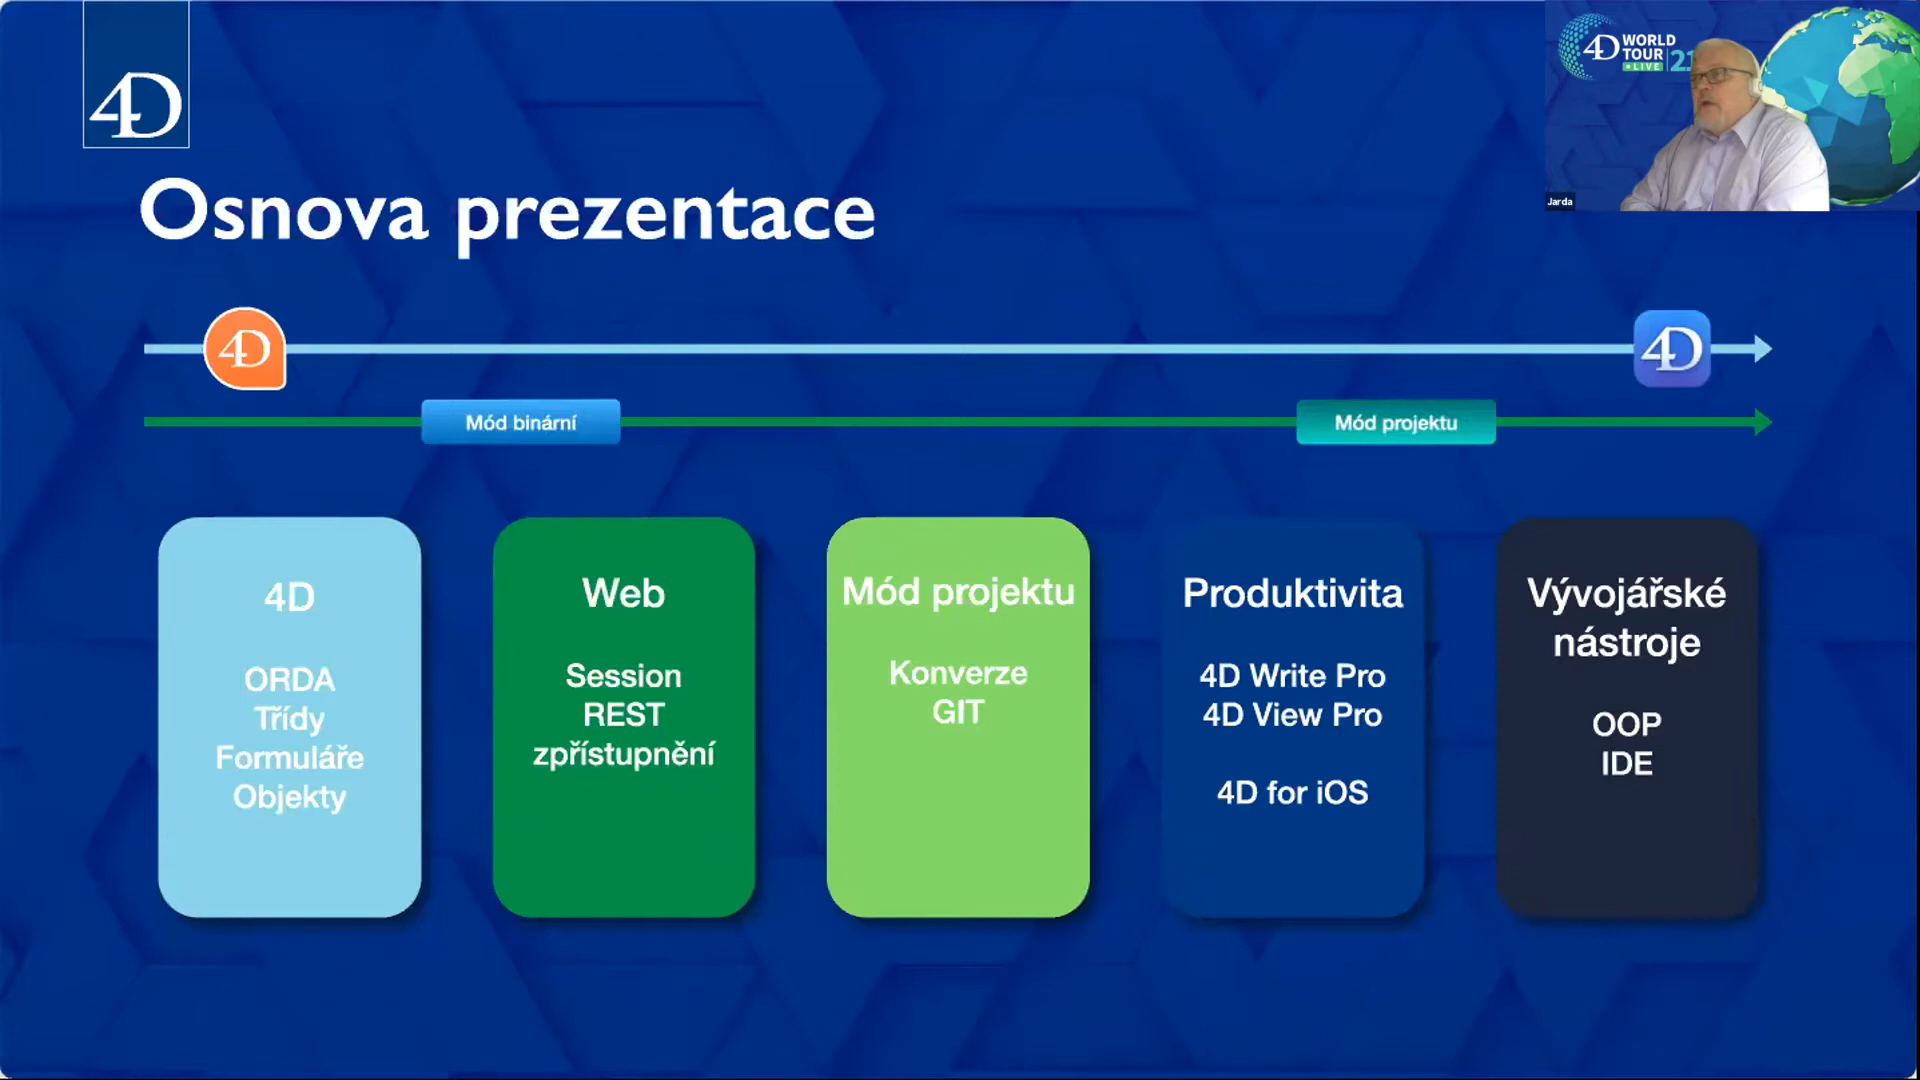 4D
4D WORLD
TOUR
LIVE 21
Jarda
Osnova prezentace
4D
4D
Mód binární
Mód projektu
4D
ORDA
Třídy
Formuláře
Objekty
Web
Session
REST
zpřístupnění
Mód projektu
Konverze
GIT
Produktivita
4D Write Pro
4D View Pro
4D for iOS
Vývojářské
nástroje
OOP
IDE